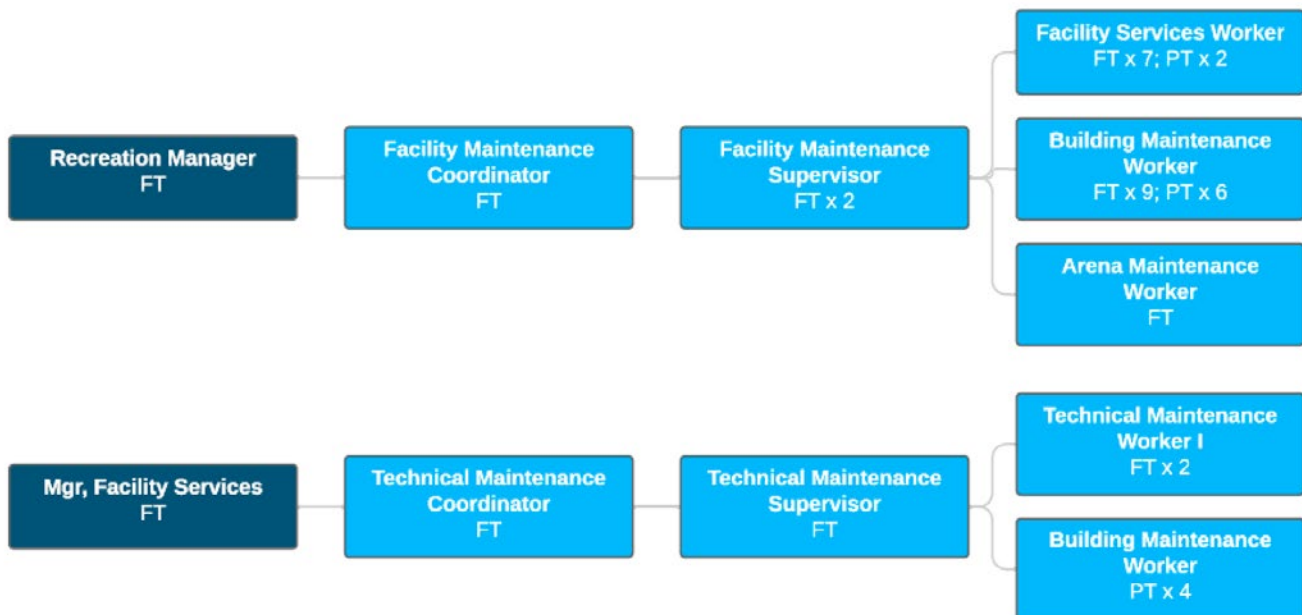 Recreation Manager
FT
Facility Maintenance
Coordinator
FT
Facility Maintenance
Supervisor
FT x 2
Facility Services Worker
FT x 7; PT x 2
Building Maintenance
Worker
FT x 9; PT x 6
Arena Maintenance
Worker
FT
Mgr, Facility Services
FT
Technical Maintenance
Coordinator
FT
Technical Maintenance
Supervisor
FT
Technical Maintenance
Worker I
FT x 2
Building Maintenance
Worker
PT x 4